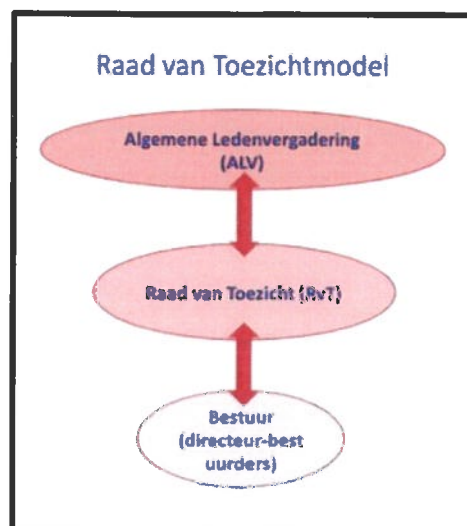 Raad van Toezichtmodel
Algemene Ledenvergadering
(ALV)
Raad van Toezicht (RvT)
Bestuur
(directeur-best
uurders)